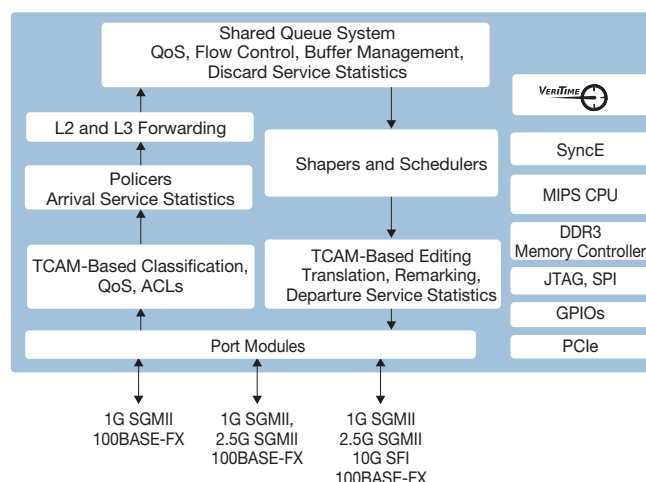 Shared Queue System
QoS, Flow Control, Buffer Management,
Discard Service Statistics
L2 and L3 Forwarding
Policers
Arrival Service Statistics
TCAM-Based Classification,
QoS, ACLs
Shapers and Schedulers
TCAM-Based Editing
Translation, Remarking,
Departure Service Statistics
Port Modules
VERITIME
SyncE
MIPS CPU
DDR3
Memory Controller
JTAG, SPI
GPIOs
PCIe
1G SGMII
100BASE-FX
1G SGMII,
2.5G SGMII
100BASE-FX
1G SGMII
2.5G SGMII
10G SFI
100BASE-FX